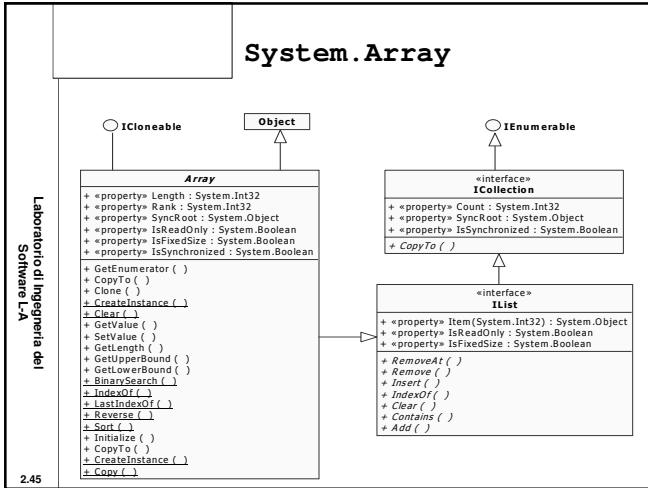 System.Array
ICloneable
Object
IEnumerable
Array
+ «property» Length : System.Int32
+ «property» Rank : System.Int32
+ «property» SyncRoot : System.Object
+ «property» IsReadOnly : System.Boolean
+ «property» IsFixedSize : System.Boolean
+ «property» IsSynchronized : System.Boolean
+ GetEnumerator ( )
+ CopyTo ( )
+ Clone ( )
+ CreateInstance ( )
+ Clear ( )
+ GetValue ( )
+ SetValue ( )
+ GetLength ( )
+ GetUpperBound ( )
+ GetLowerBound ( )
+ BinarySearch ( )
+ IndexOf ( )
+ LastIndexOf ( )
+ Reverse ( )
+ Sort ( )
+ Initialize ( )
+ CopyTo ( )
+ CreateInstance ( )
+ Copy ( )
«interface»
ICollection
+ «property» Count : System.Int32
+ «property» SyncRoot : System.Object
+ «property» IsSynchronized : System.Boolean
+ CopyTo ( )
«interface»
IList
+ «property» Item(System.Int32) : System.Object
+ «property» IsReadOnly : System.Boolean
+ «property» IsFixedSize : System.Boolean
+ RemoveAt ( )
+ Remove ( )
+ Insert ( )
+ IndexOf ( )
+ Clear ( )
+ Contains ( )
+ Add ( )
Laboratorio di Ingegneria del
Software L-A
2.45